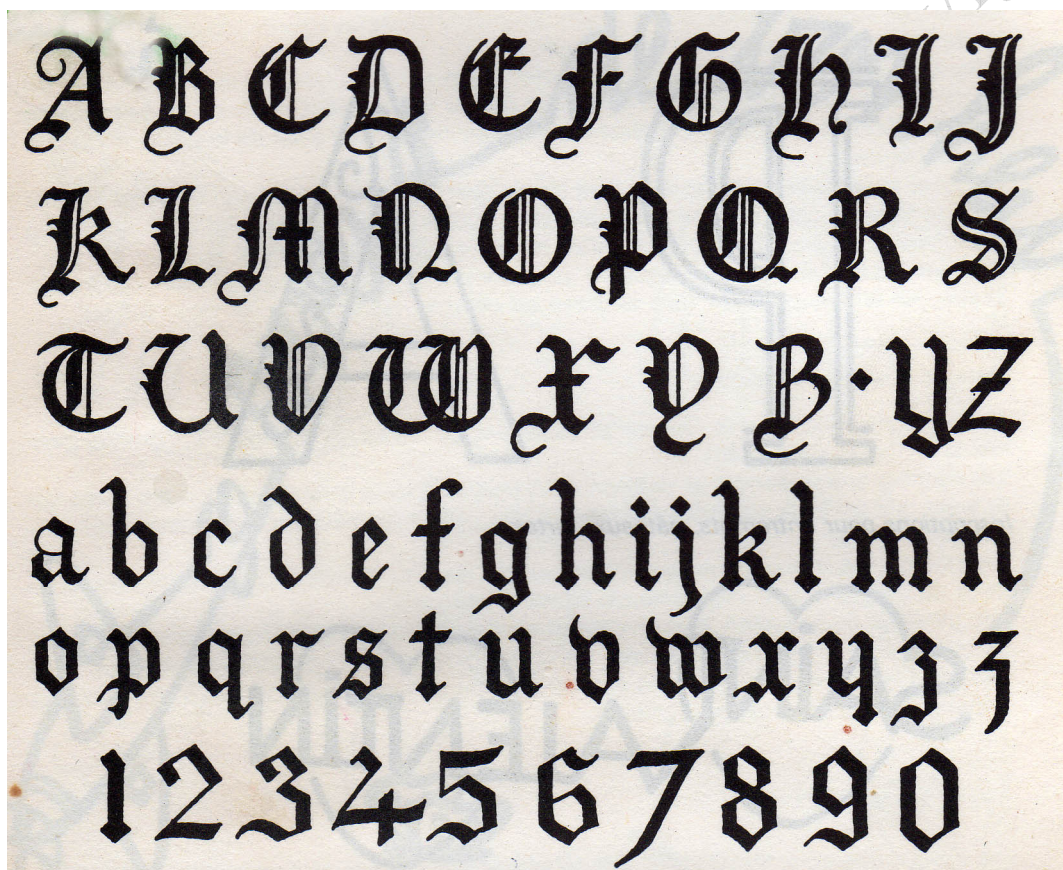 A B C D E F G H I J
K L M N O P Q R S
T U V W X Y B · Y Z
a b c d e f g h i j k l m n
o p q r s t u v w x y z z
1 2 3 4 5 6 7 8 9 0